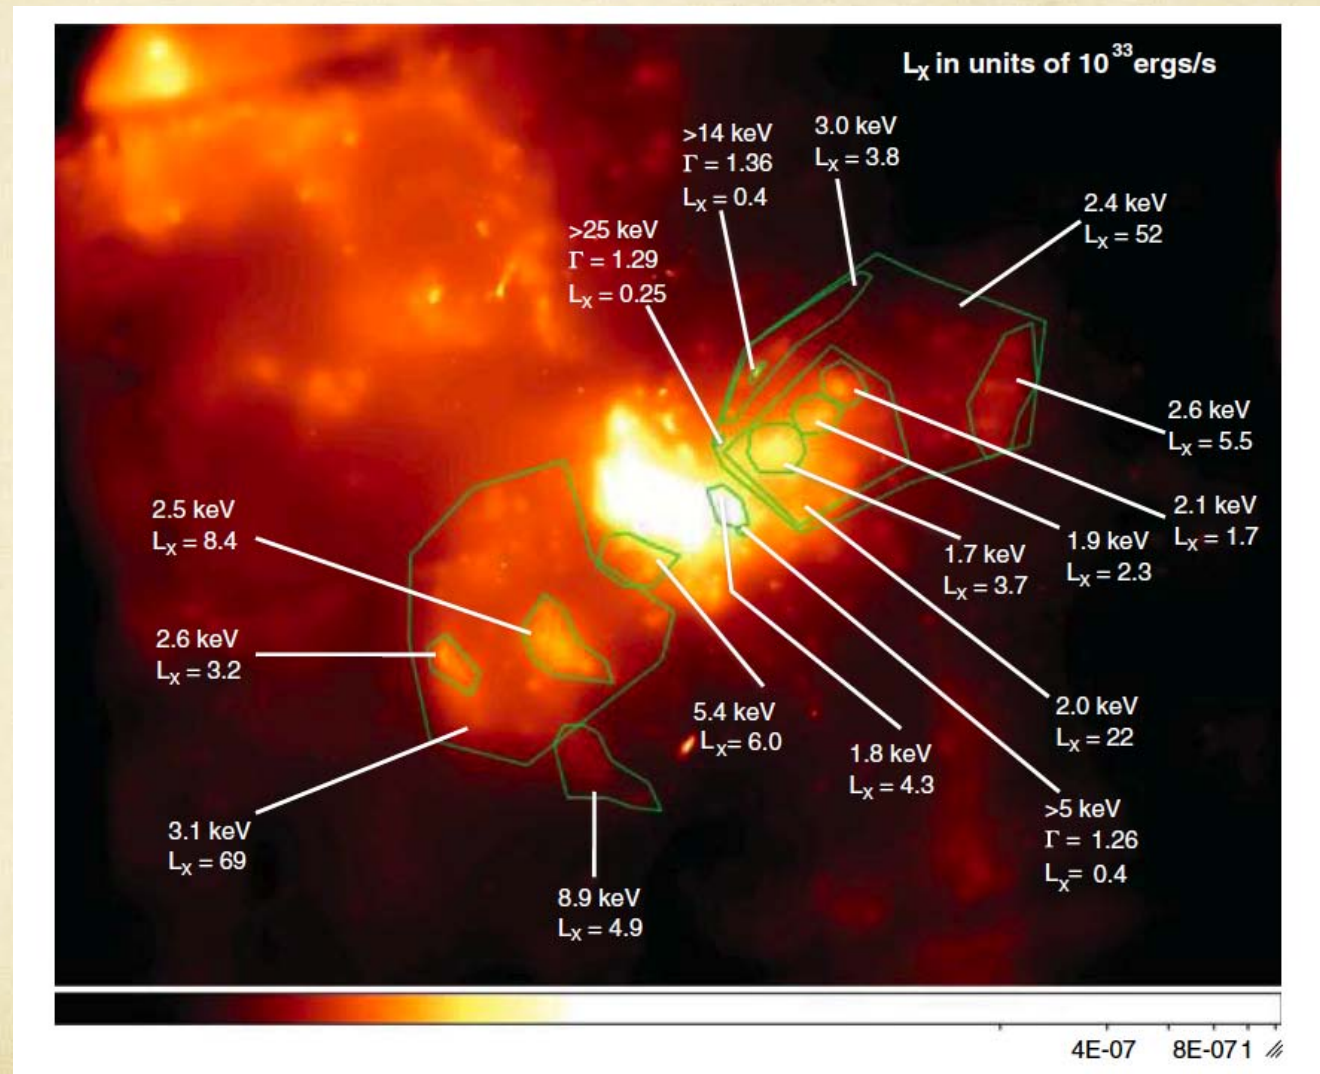 Lₓ in units of 10³³ergs/s
>14 keV
Γ = 1.36
Lₓ = 0.4
3.0 keV
Lₓ = 3.8
2.4 keV
Lₓ = 52
>25 keV
Γ = 1.29
Lₓ = 0.25
2.6 keV
Lₓ = 5.5
2.5 keV
Lₓ = 8.4
2.1 keV
Lₓ = 1.7
1.9 keV
Lₓ = 2.3
1.7 keV
Lₓ = 3.7
2.6 keV
Lₓ = 3.2
5.4 keV
Lₓ= 6.0
2.0 keV
Lₓ = 22
1.8 keV
Lₓ = 4.3
>5 keV
Γ = 1.26
Lₓ= 0.4
3.1 keV
Lₓ = 69
8.9 keV
Lₓ = 4.9
4E-07 8E-07 1